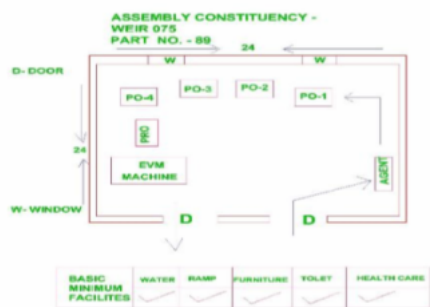 ASSEMBLY CONSTITUENCY -
WEIR 075
PART NO. - 89
24
D- DOOR
W
W
PO-4
PO-3
PO-2
PO-1
PRO
24
EVM
MACHINE
AGENT
W- WINDOW
D
D
BASIC
MINIMUM
FACILITES
WATER
RAMP
FURNITURE
TOLET
HEALTH CARE